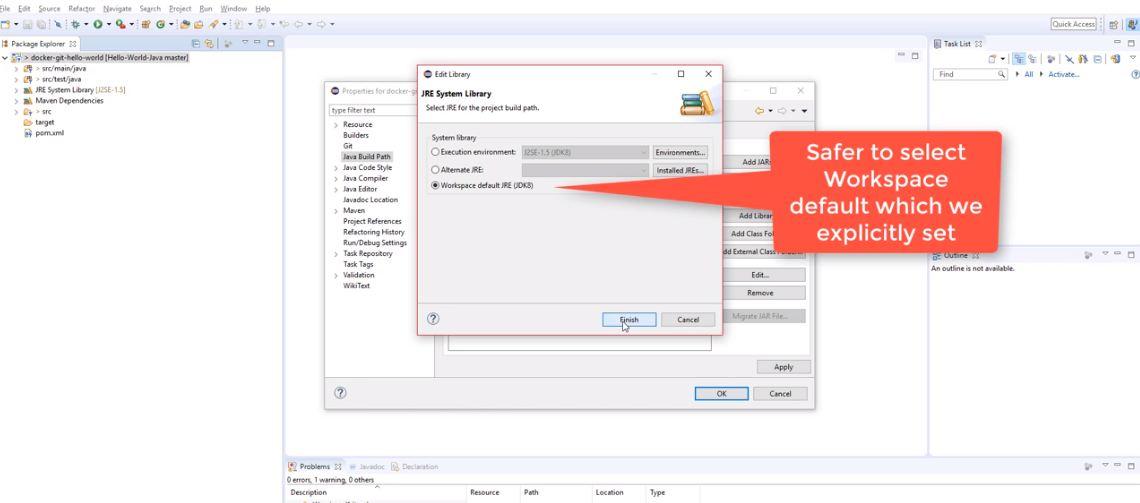 File Edit Source Refactor Navigate Search Project Run Window Help
Quick Access
Package Explorer
> docker-git-hello-world [Hello-World-Java master]
> src/main/java
> src/test/java
JRE System Library [J2SE-1.5]
Maven Dependencies
> src
target
pom.xml
Properties for docker-gi
type filter text
Resource
Builders
Git
Java Build Path
Java Code Style
Java Compiler
Java Editor
Javadoc Location
Maven
Project References
Refactoring History
Run/Debug Settings
Task Repository
Task Tags
Validation
WikiText
Edit Library
JRE System Library
Select JRE for the project build path.
System library
Execution environment: J2SE-1.5 (JDK8) Environments...
Alternate JRE: Installed JREs...
Workspace default JRE (JDK8)
Finish Cancel
Add JARs
Add Librar
Add Class Fol
dd External Class Folder...
Edit...
Remove
Migrate JAR File...
Apply
OK Cancel
Safer to select
Workspace
default which we
explicitly set
Task List
Find All Activate...
Outline
An outline is not available.
Problems Javadoc Declaration
0 errors, 1 warning, 0 others
Description Resource Path Location Type